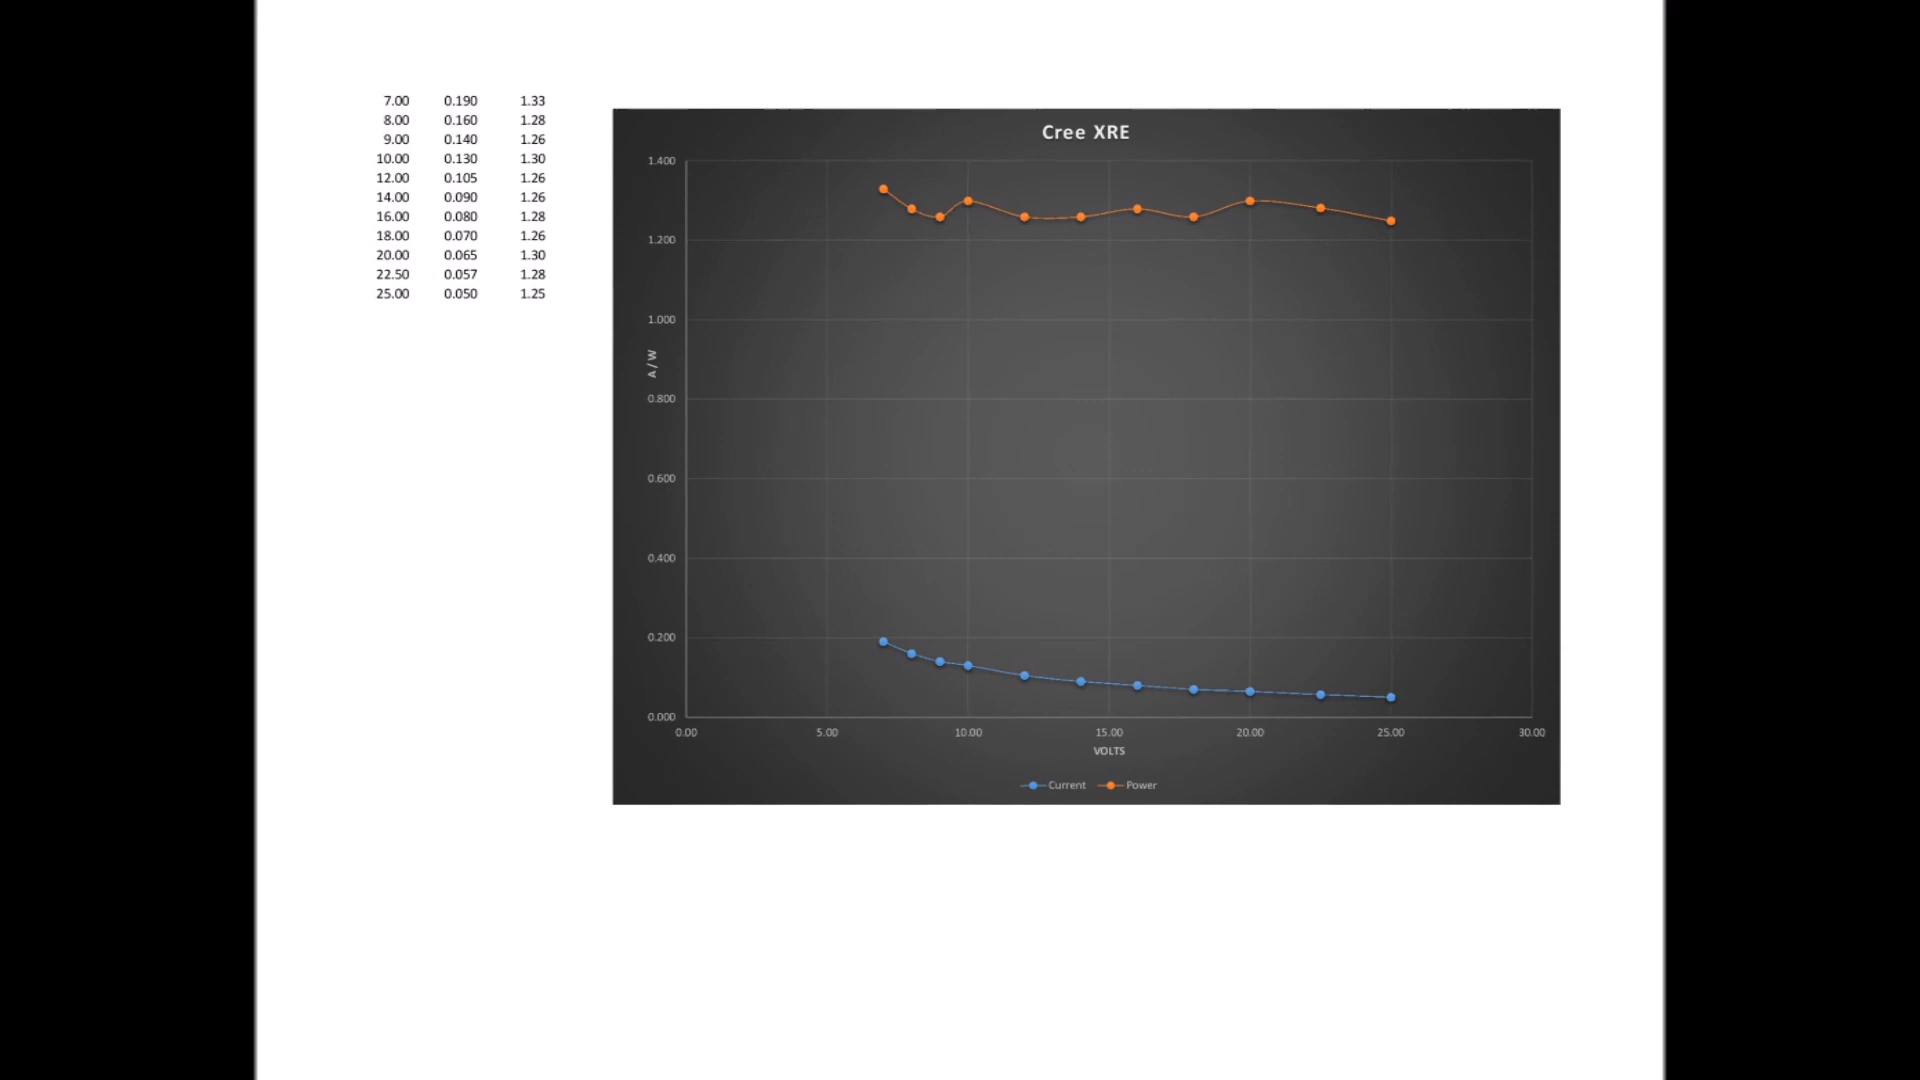 7.00 0.190 1.33
8.00 0.160 1.28
9.00 0.140 1.26
10.00 0.130 1.30
12.00 0.105 1.26
14.00 0.090 1.26
16.00 0.080 1.28
18.00 0.070 1.26
20.00 0.065 1.30
22.50 0.057 1.28
25.00 0.050 1.25
Cree XRE
1.400
1.200
1.000
A / W
0.800
0.600
0.400
0.200
0.000
0.00 5.00 10.00 15.00 20.00 25.00 30.00
VOLTS
Current Power